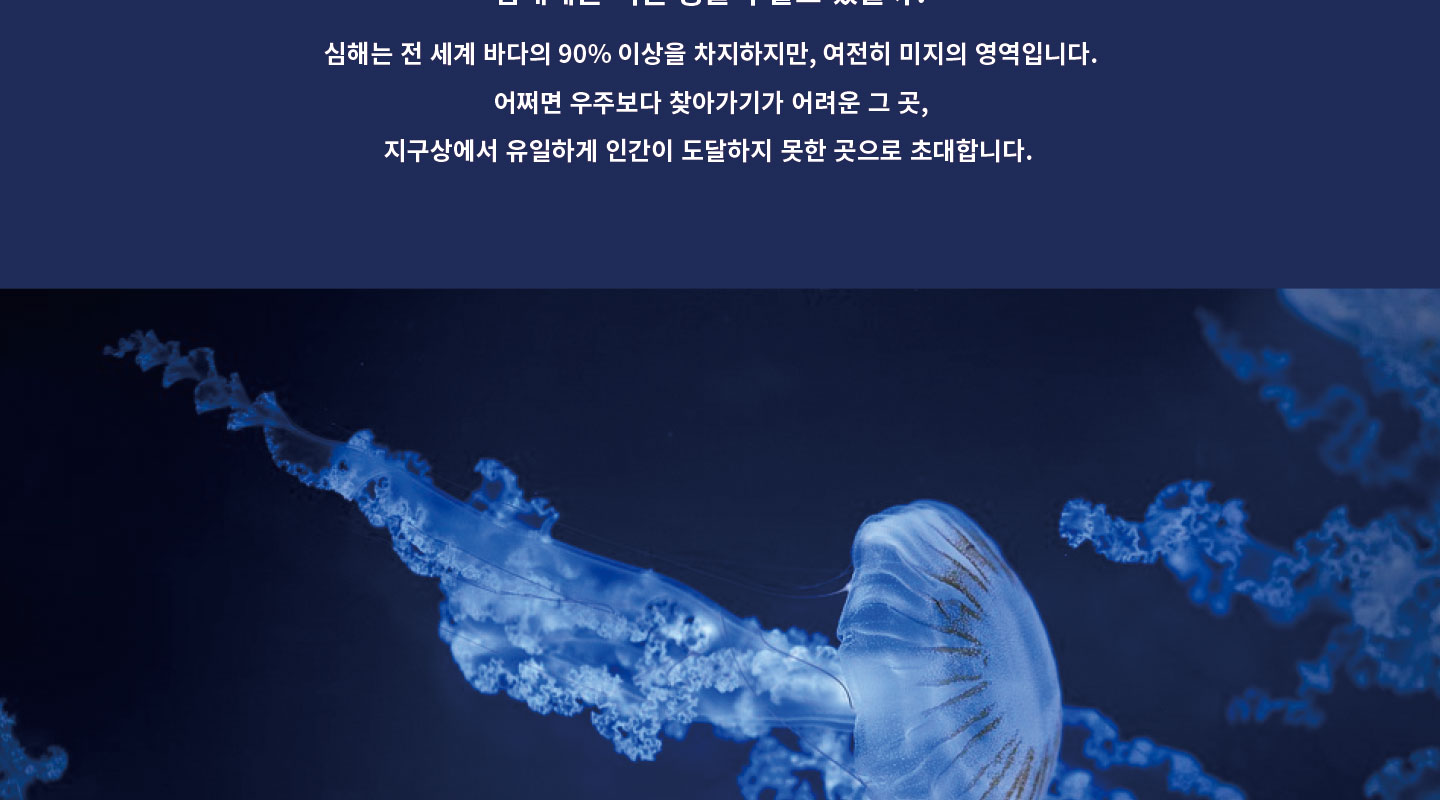 심해는 전 세계 바다의 90% 이상을 차지하지만, 여전히 미지의 영역입니다.
어쩌면 우주보다 찾아가기가 어려운 그 곳,
지구상에서 유일하게 인간이 도달하지 못한 곳으로 초대합니다.